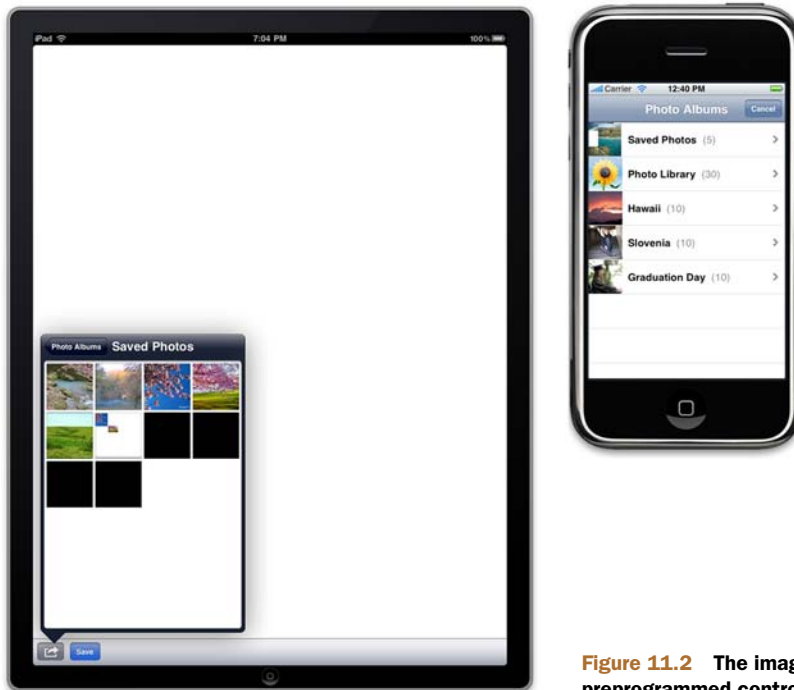 iPad 7:04 PM 100%
Photo Albums Saved Photos
Save
Carrier 12:40 PM
Photo Albums Cancel
Saved Photos (5)
Photo Library (30)
Hawaii (10)
Slovenia (10)
Graduation Day (10)
Figure 11.2 The imag
preprogrammed contro